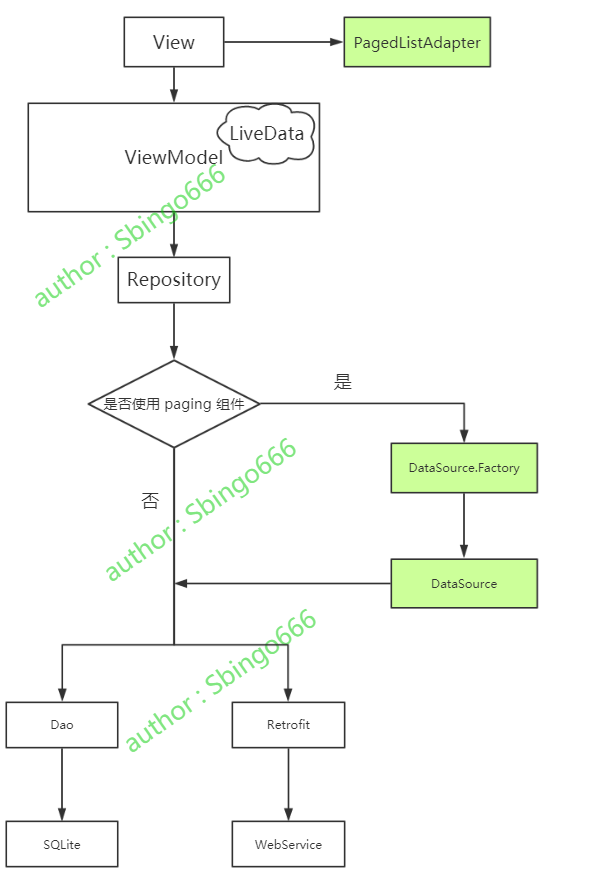 View
PagedListAdapter
LiveData
ViewModel
author : Sbingo666
Repository
是
是否使用 paging 组件
DataSource.Factory
否
author : Sbingo666
DataSource
author : Sbingo666
Dao
Retrofit
SQLite
WebService